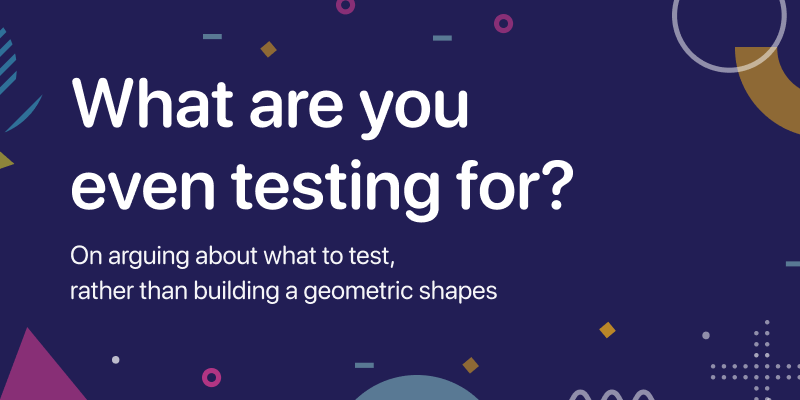 What are you
even testing for?
On arguing about what to test,
rather than building a geometric shapes